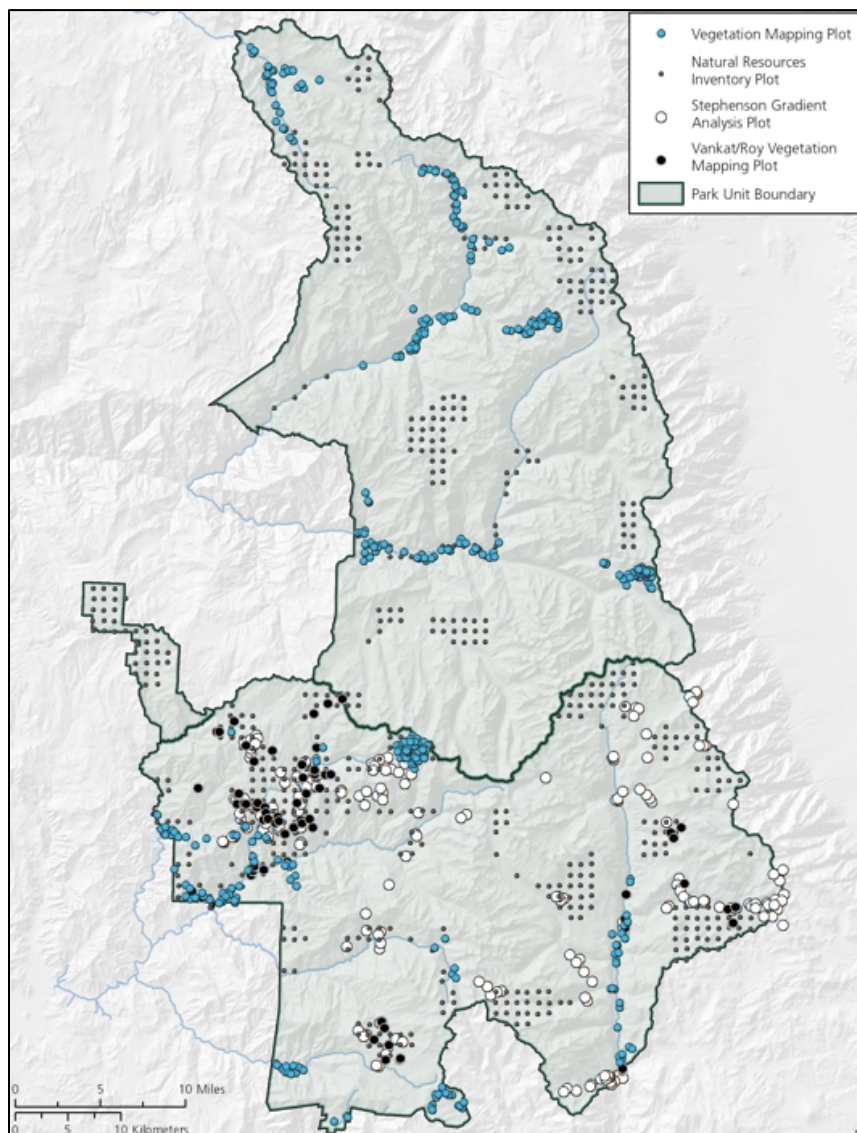 Vegetation Mapping Plot
Natural Resources
Inventory Plot
Stephenson Gradient
Analysis Plot
Vankat/Roy Vegetation
Mapping Plot
Park Unit Boundary
0 5 10 Miles
0 5 10 Kilometers